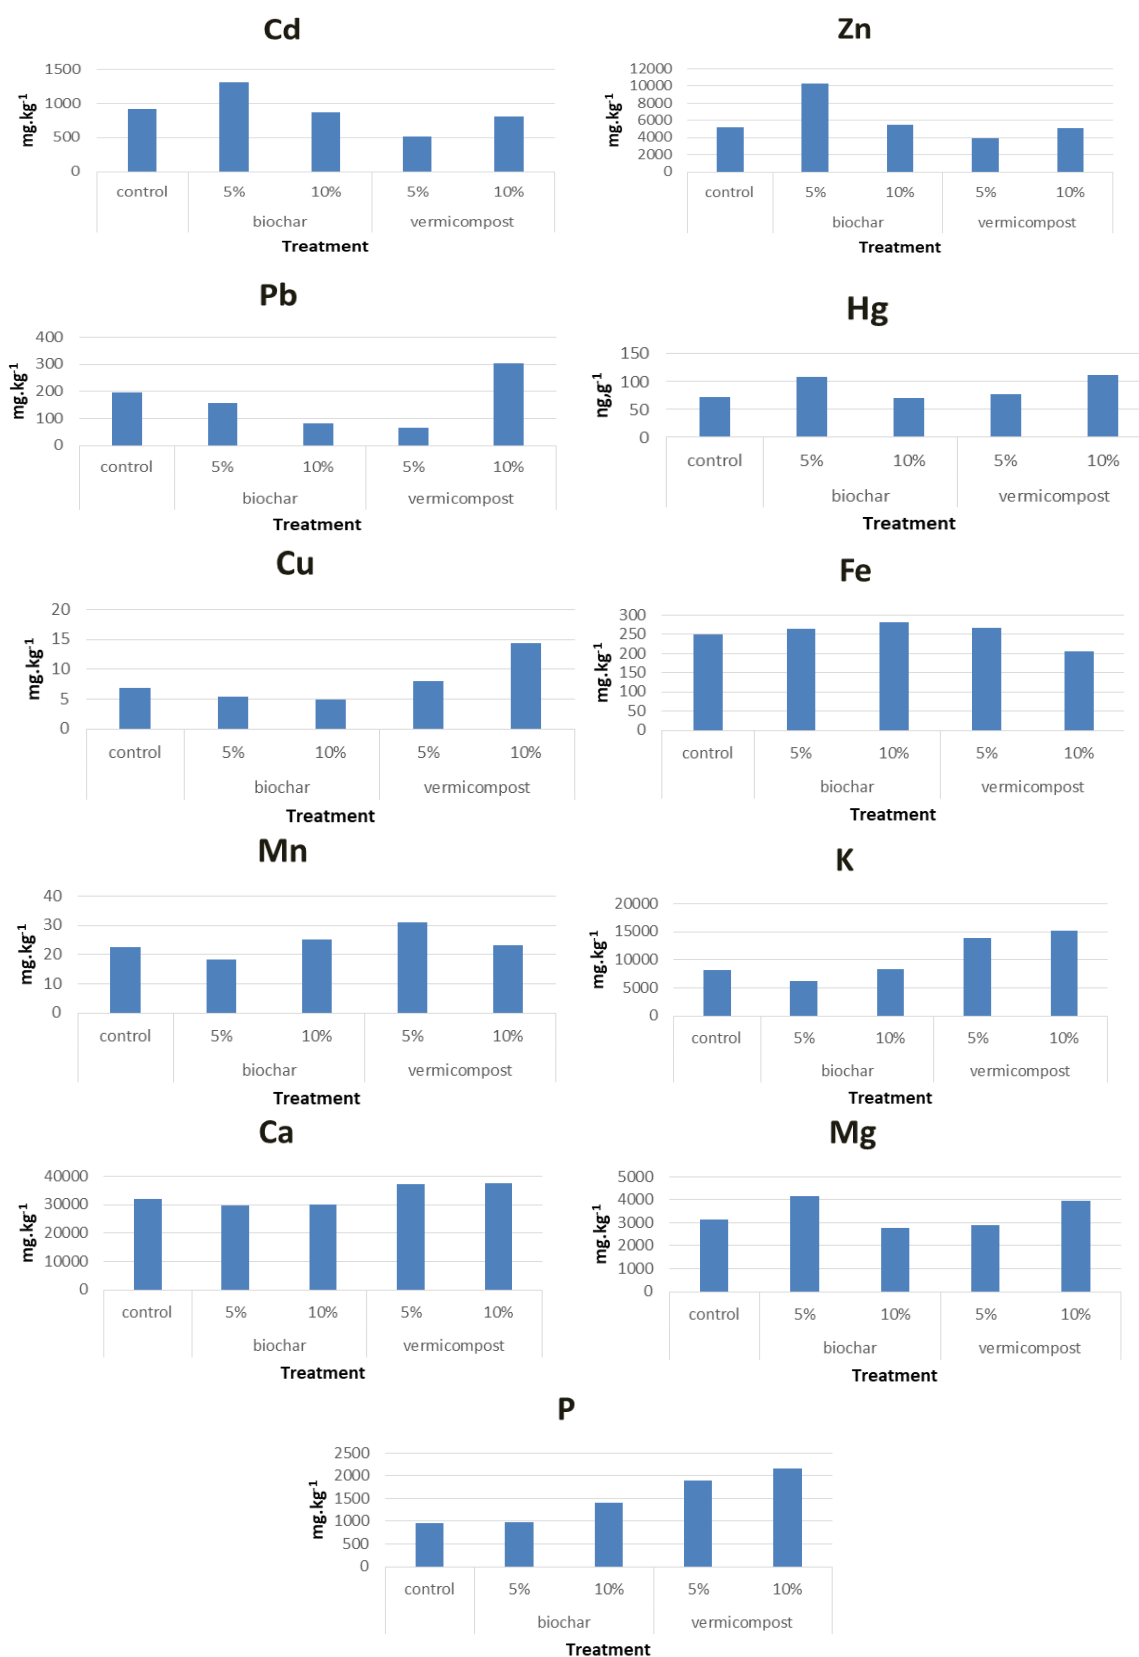 Cd
mg.kg-1
1500
1000
500
0
control 5% 10% 5% 10%
biochar vermicompost
Treatment
Zn
mg.kg-1
12000
10000
8000
6000
4000
2000
0
control 5% 10% 5% 10%
biochar vermicompost
Treatment
Pb
mg.kg-1
400
300
200
100
0
control 5% 10% 5% 10%
biochar vermicompost
Treatment
Hg
ng,g-1
150
100
50
0
control 5% 10% 5% 10%
biochar vermicompost
Treatment
Cu
mg.kg-1
20
15
10
5
0
control 5% 10% 5% 10%
biochar vermicompost
Treatment
Fe
mg.kg-1
300
250
200
150
100
50
0
control 5% 10% 5% 10%
biochar vermicompost
Treatment
Mn
mg.kg-1
40
30
20
10
0
control 5% 10% 5% 10%
biochar vermicompost
Treatment
K
mg.kg-1
20000
15000
10000
5000
0
control 5% 10% 5% 10%
biochar vermicompost
Treatment
Ca
mg.kg-1
40000
30000
20000
10000
0
control 5% 10% 5% 10%
biochar vermicompost
Treatment
Mg
mg.kg-1
5000
4000
3000
2000
1000
0
control 5% 10% 5% 10%
biochar vermicompost
Treatment
P
mg.kg-1
2500
2000
1500
1000
500
0
control 5% 10% 5% 10%
biochar vermicompost
Treatment